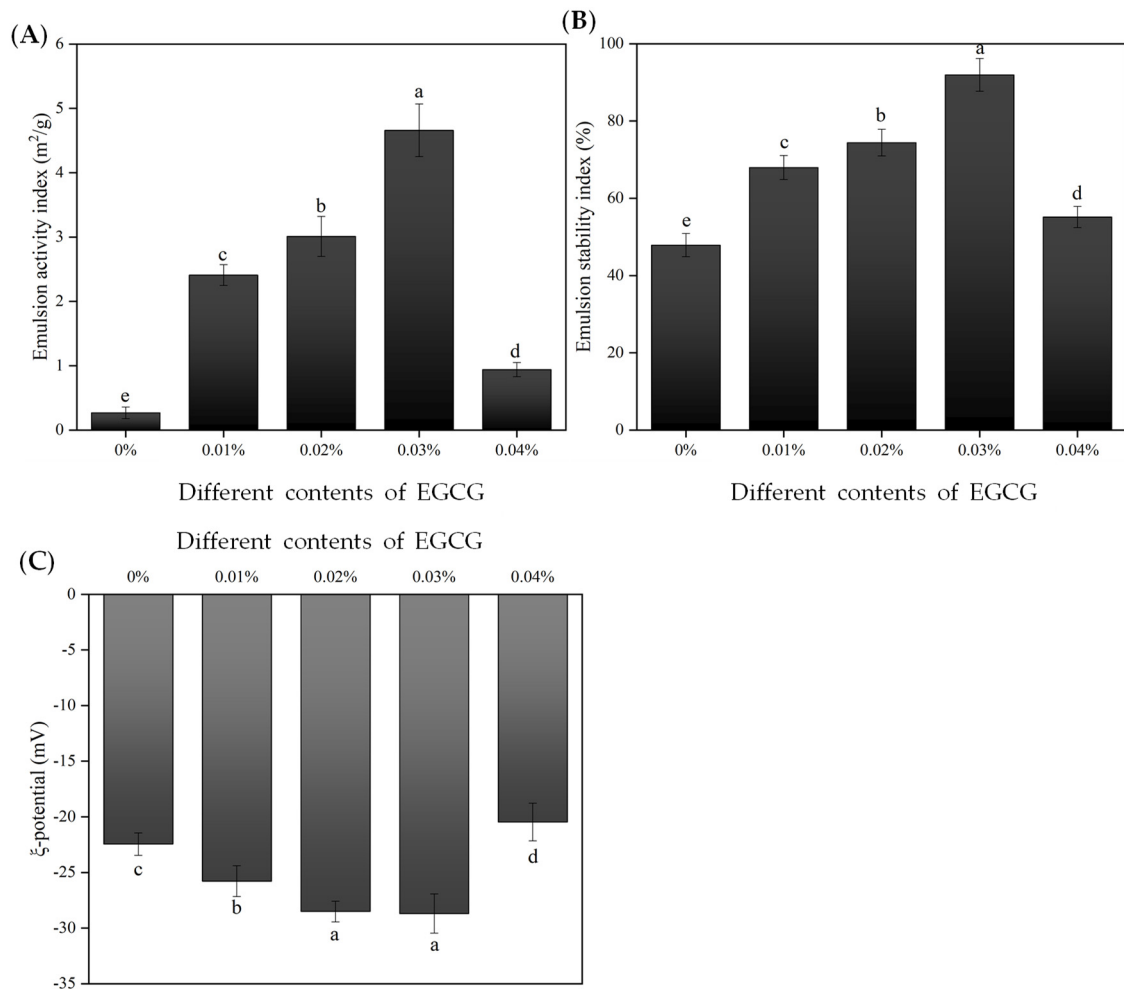 (A)
6
5
4
3
2
1
0
Emulsion activity index (m²/g)
e
c
b
a
d
0% 0.01% 0.02% 0.03% 0.04%
Different contents of EGCG
(B)
100
80
60
40
20
0
Emulsion stability index (%)
e
c
b
a
d
0% 0.01% 0.02% 0.03% 0.04%
Different contents of EGCG
(C)
Different contents of EGCG
0% 0.01% 0.02% 0.03% 0.04%
0
-5
-10
-15
-20
-25
-30
-35
ξ-potential (mV)
c
b
a
a
d